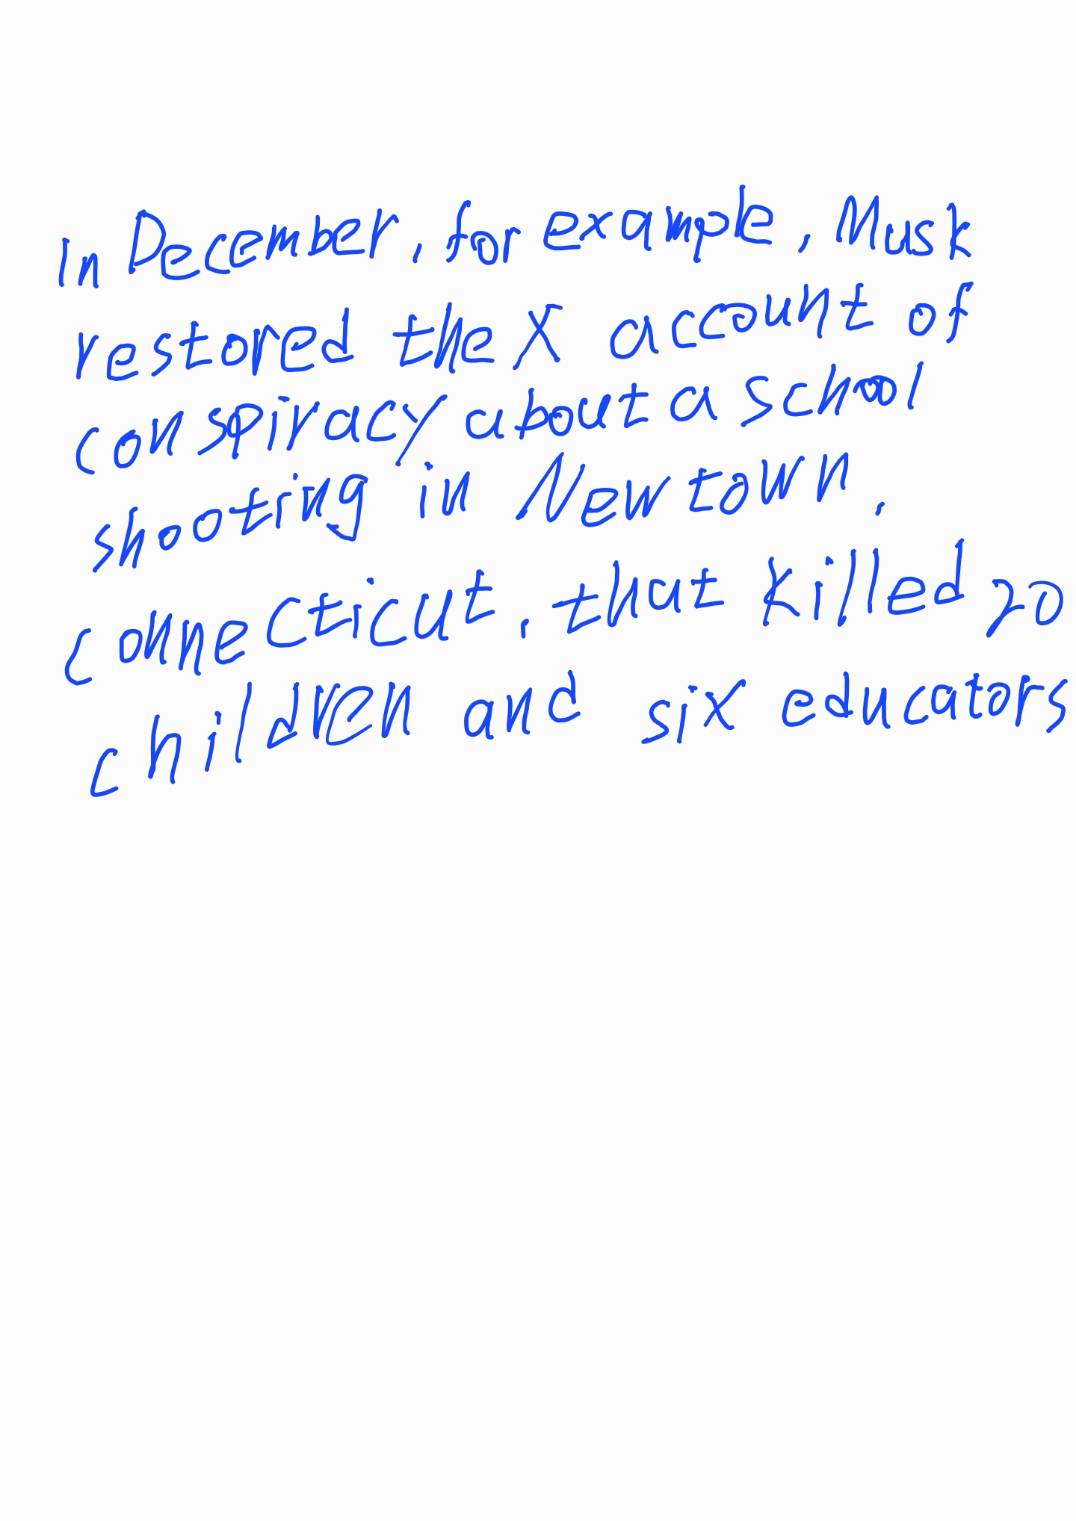 In December, for example, Musk
restored the X account of
conspiracy about a school
shooting in Newtown,
connecticut, that killed 20
children and six educators